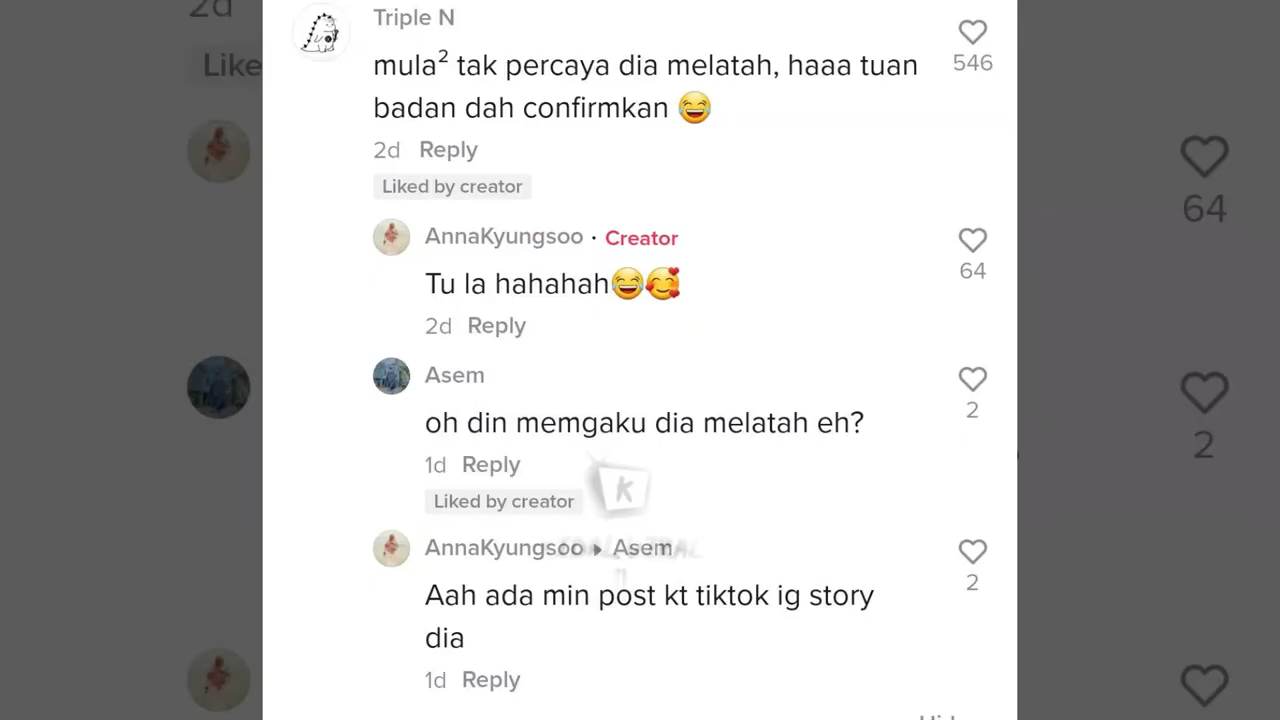 2d
Like
64
2
Triple N
546
mula² tak percaya dia melatah, haaa tuan
badan dah confirmkan 😂
2d Reply
Liked by creator
AnnaKyungsoo · Creator
64
Tu la hahahah😂🥰
2d Reply
Asem
2
oh din memgaku dia melatah eh?
1d Reply
Liked by creator
K
AnnaKyungsoo ▸ Asem
2
Aah ada min post kt tiktok ig story
dia
1d Reply